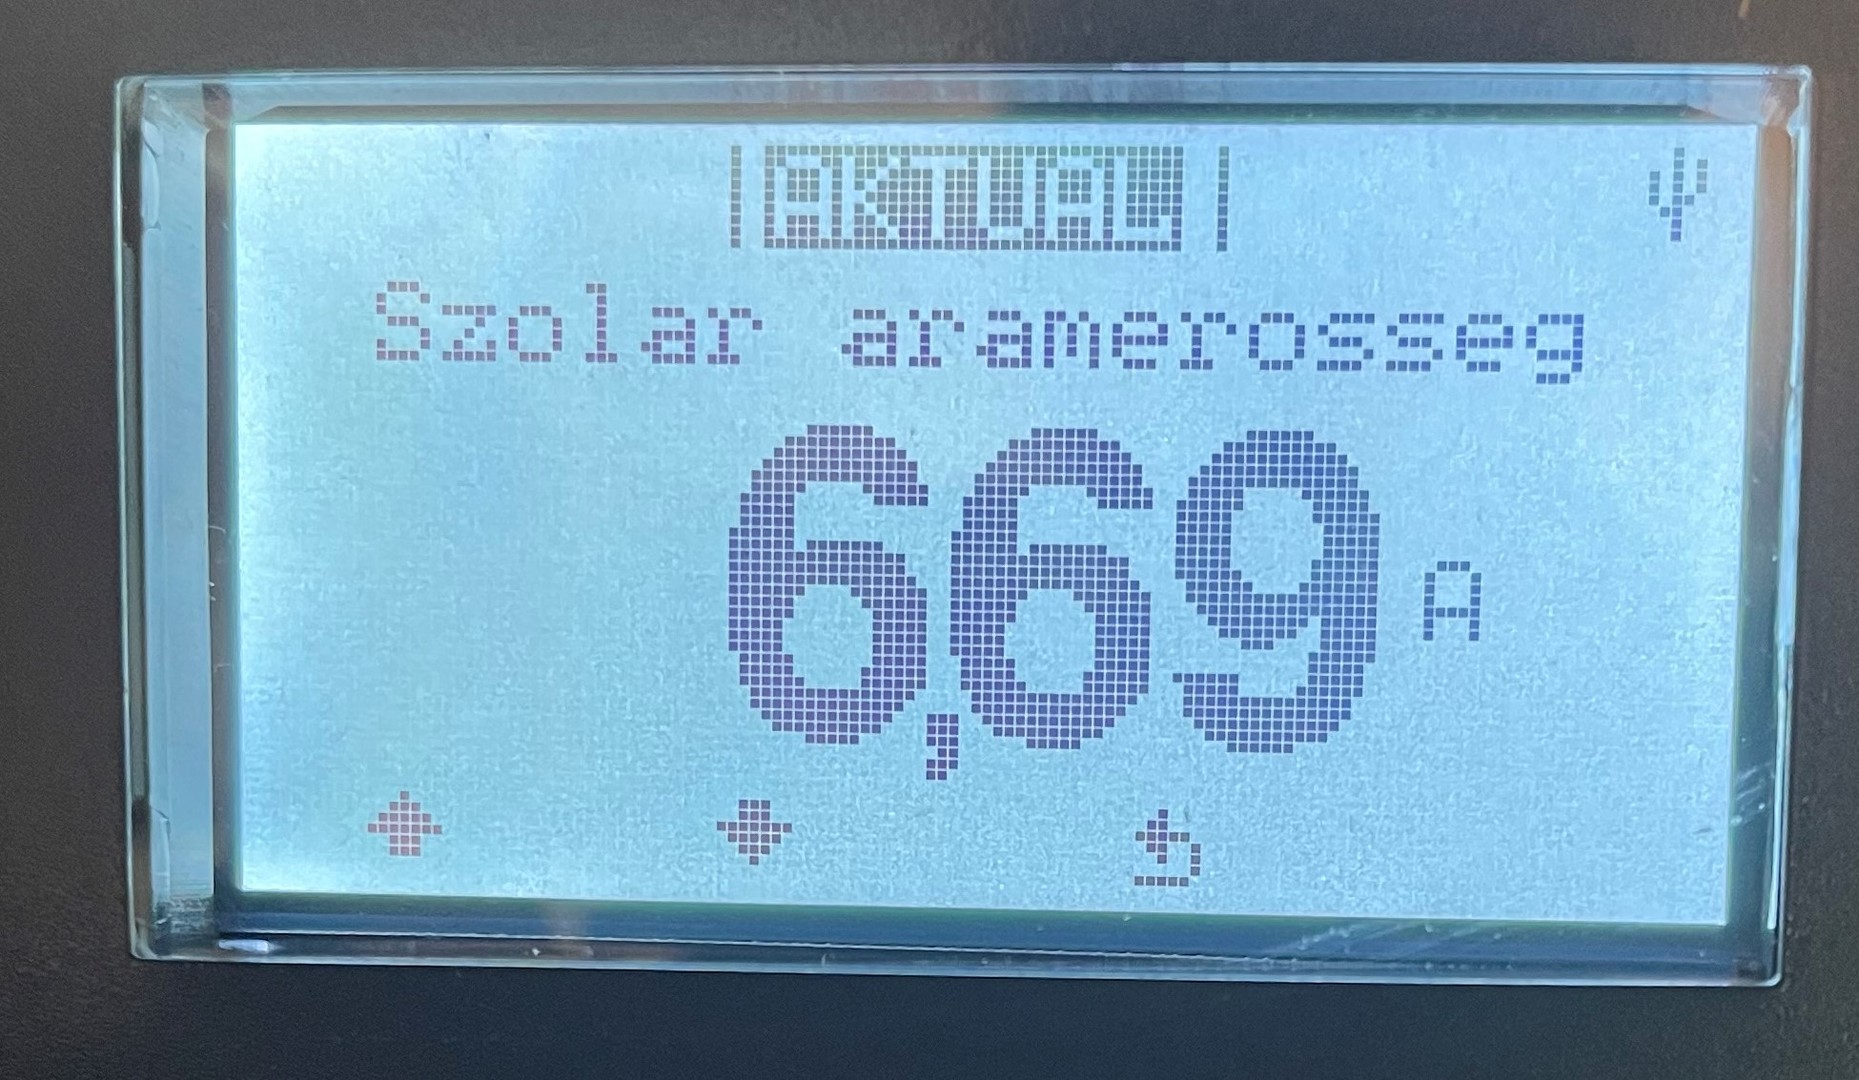 AKTUAL
Szolar aramerosseg
6,69 A